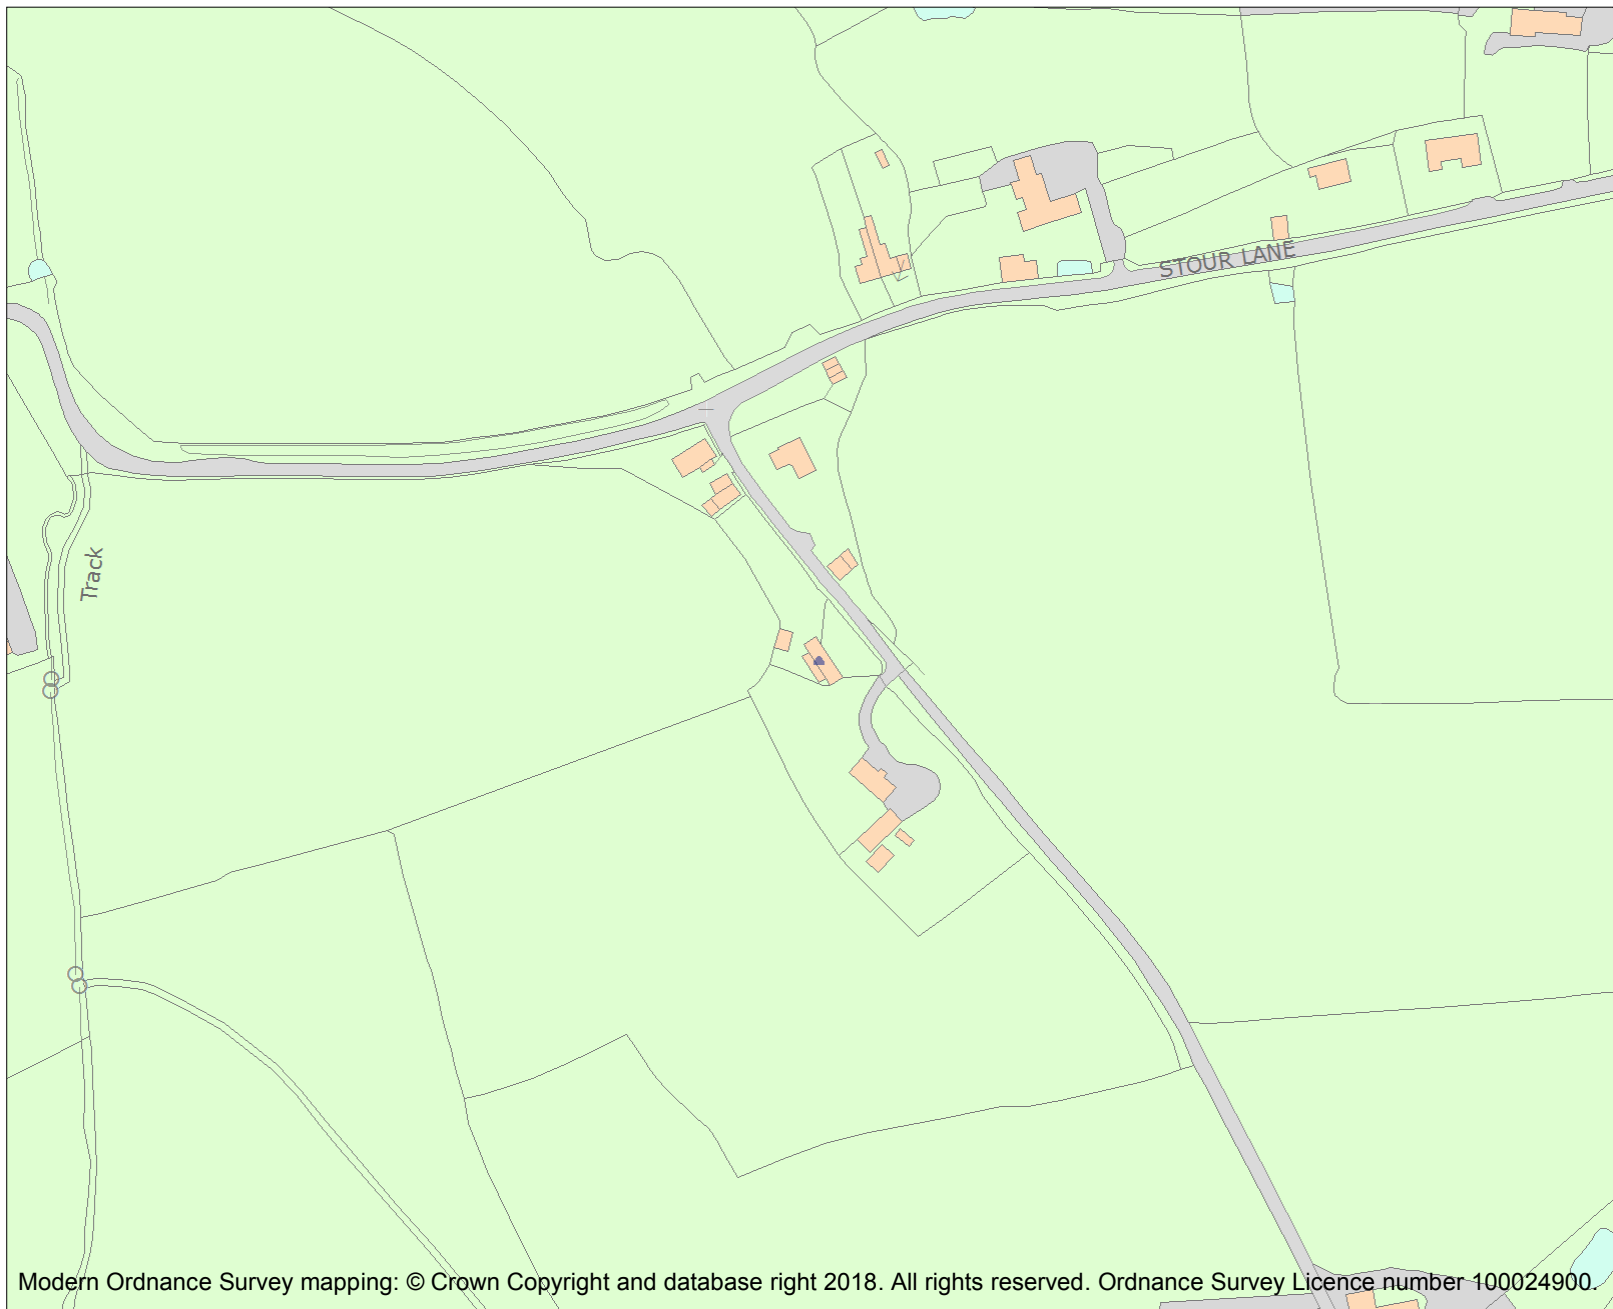 STOUR LANE
Track
Modern Ordnance Survey mapping: © Crown Copyright and database right 2018. All rights reserved. Ordnance Survey Licence number 100024900.